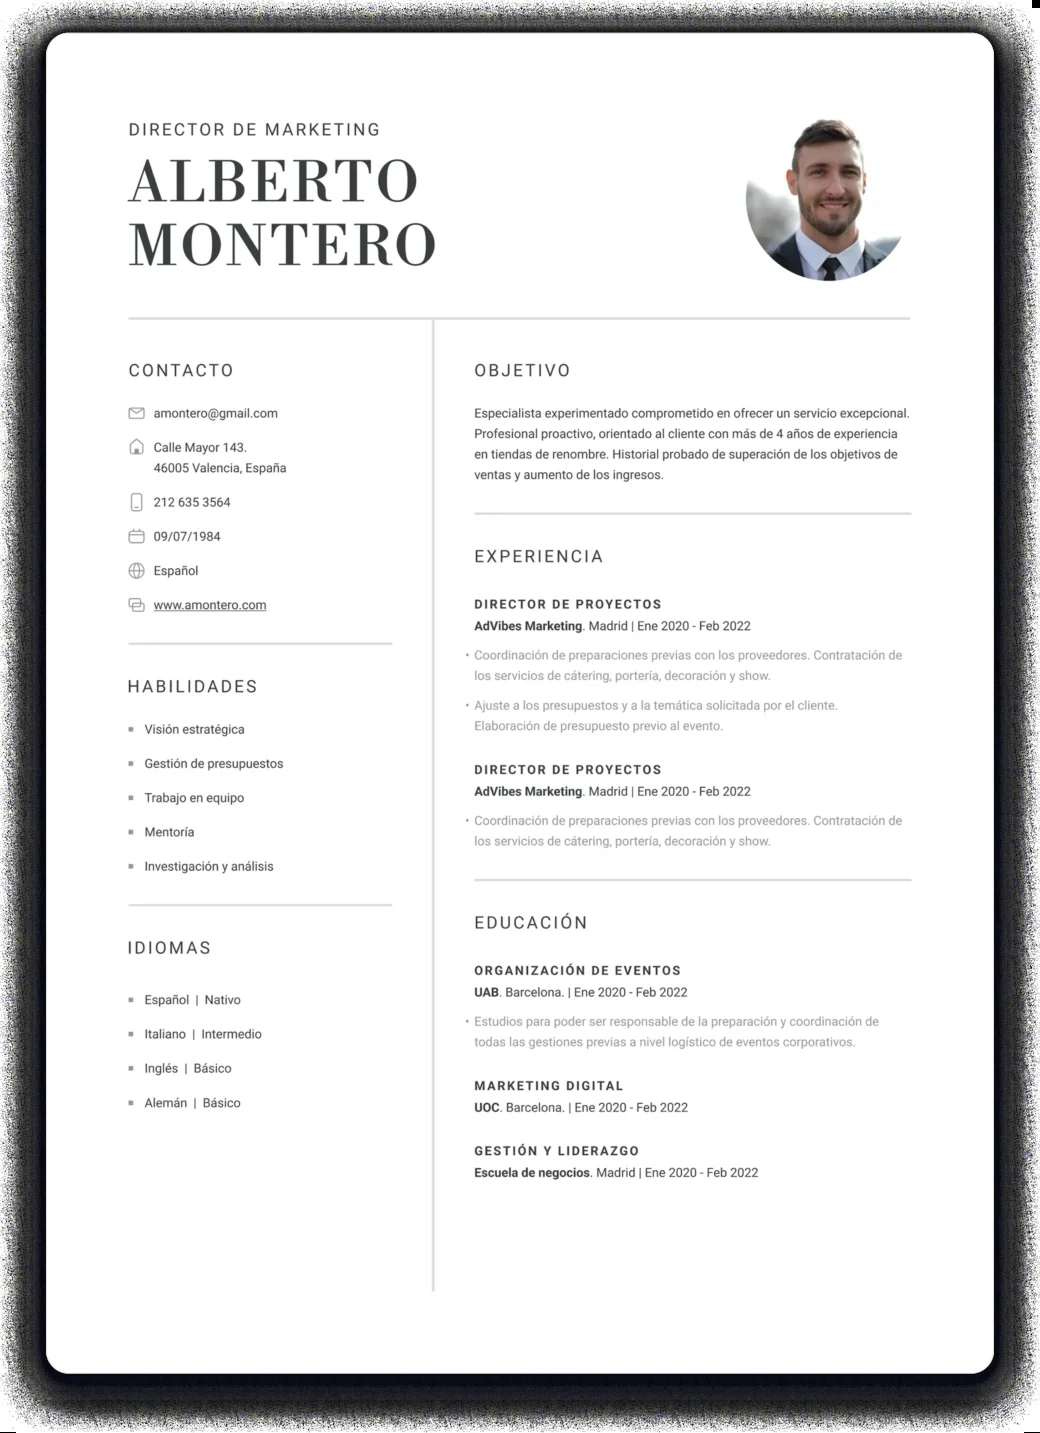 DIRECTOR DE MARKETING
ALBERTO
MONTERO
CONTACTO
amontero@gmail.com
Calle Mayor 143.
46005 Valencia, España
212 635 3564
09/07/1984
Español
www.amontero.com
HABILIDADES
Visión estratégica
Gestión de presupuestos
Trabajo en equipo
Mentoría
Investigación y análisis
IDIOMAS
Español | Nativo
Italiano | Intermedio
Inglés | Básico
Alemán | Básico
OBJETIVO
Especialista experimentado comprometido en ofrecer un servicio excepcional.
Profesional proactivo, orientado al cliente con más de 4 años de experiencia
en tiendas de renombre. Historial probado de superación de los objetivos de
ventas y aumento de los ingresos.
EXPERIENCIA
DIRECTOR DE PROYECTOS
AdVibes Marketing. Madrid | Ene 2020 - Feb 2022
• Coordinación de preparaciones previas con los proveedores. Contratación de
los servicios de cátering, portería, decoración y show.
• Ajuste a los presupuestos y a la temática solicitada por el cliente.
Elaboración de presupuesto previo al evento.
DIRECTOR DE PROYECTOS
AdVibes Marketing. Madrid | Ene 2020 - Feb 2022
• Coordinación de preparaciones previas con los proveedores. Contratación de
los servicios de cátering, portería, decoración y show.
EDUCACIÓN
ORGANIZACIÓN DE EVENTOS
UAB. Barcelona. | Ene 2020 - Feb 2022
• Estudios para poder ser responsable de la preparación y coordinación de
todas las gestiones previas a nivel logístico de eventos corporativos.
MARKETING DIGITAL
UOC. Barcelona. | Ene 2020 - Feb 2022
GESTIÓN Y LIDERAZGO
Escuela de negocios. Madrid | Ene 2020 - Feb 2022